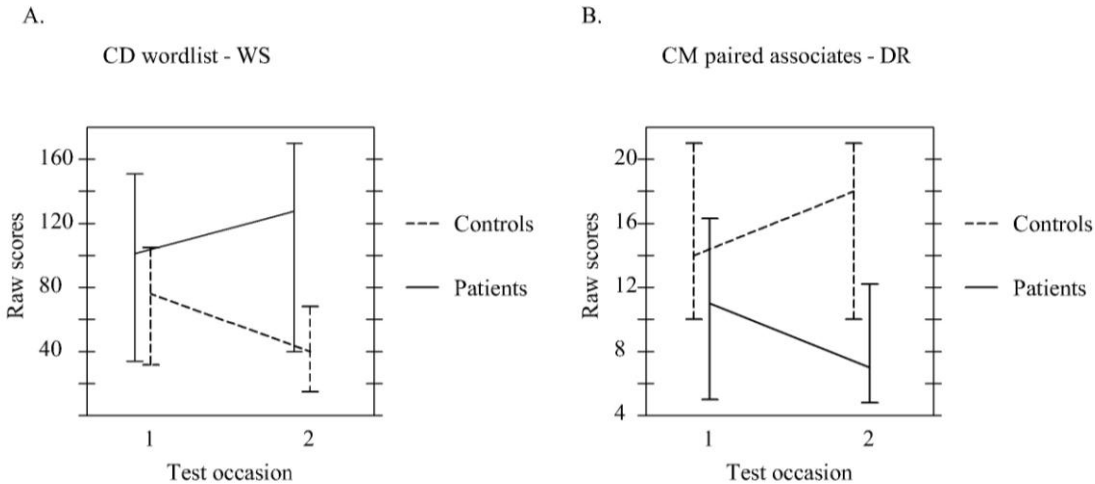 A.
CD wordlist - WS
160
120
80
40
Raw scores
1 2
Test occasion
Controls
Patients
B.
CM paired associates - DR
20
16
12
8
4
Raw scores
1 2
Test occasion
Controls
Patients